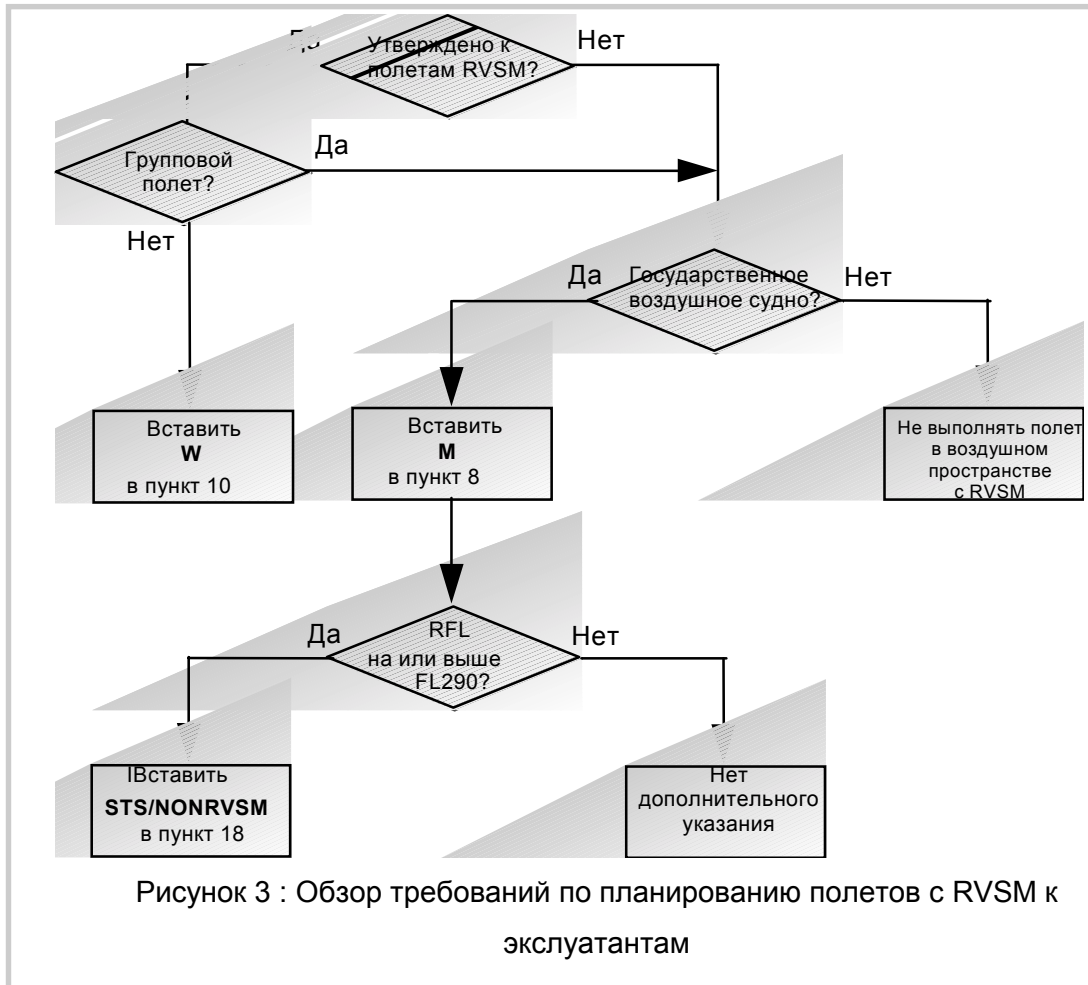 Да
Утверждено к
полетам RVSM?
Нет
Групповой
полет?
Да
Нет
Государственное
воздушное судно?
Да
Нет
Вставить
W
в пункт 10
Вставить
M
в пункт 8
Не выполнять полет
в воздушном
пространстве
с RVSM
RFL
на или выше
FL290?
Да
Нет
IВставить
STS/NONRVSM
в пункт 18
Нет
дополнительного
указания
Рисунок 3 : Обзор требований по планированию полетов с RVSM к
экслуатантам